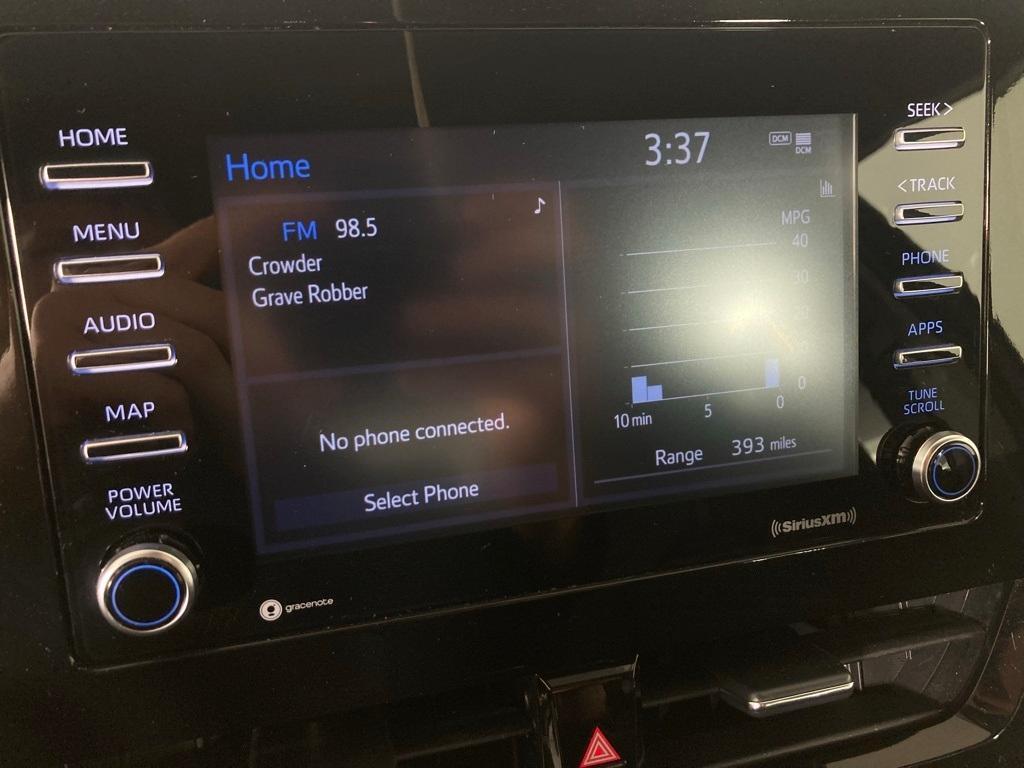 HOME
MENU
AUDIO
MAP
POWER
VOLUME
Home
3:37
DCM
DCM
FM 98.5
Crowder
Grave Robber
No phone connected.
Select Phone
MPG
40
30
0
10 min
5
0
Range 393 miles
SEEK >
< TRACK
PHONE
APPS
TUNE
SCROLL
gracenote
((SiriusXM))